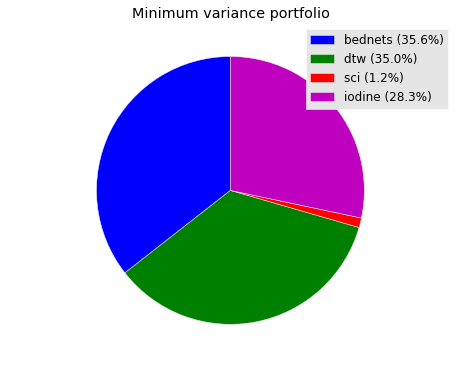 Minimum variance portfolio
bednets (35.6%)
dtw (35.0%)
sci (1.2%)
iodine (28.3%)